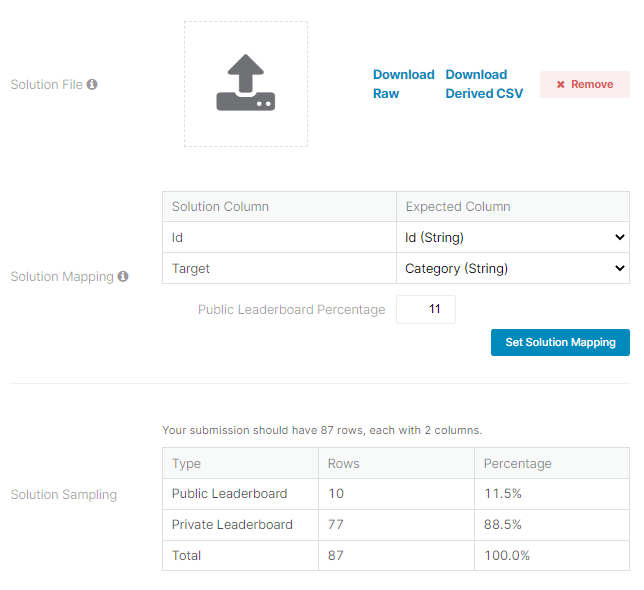 Solution File
Download Raw
Download Derived CSV
Remove
Solution Mapping
Solution Column Expected Column
Id Id (String)
Target Category (String)
Public Leaderboard Percentage 11
Set Solution Mapping
Your submission should have 87 rows, each with 2 columns.
Solution Sampling
Type Rows Percentage
Public Leaderboard 10 11.5%
Private Leaderboard 77 88.5%
Total 87 100.0%